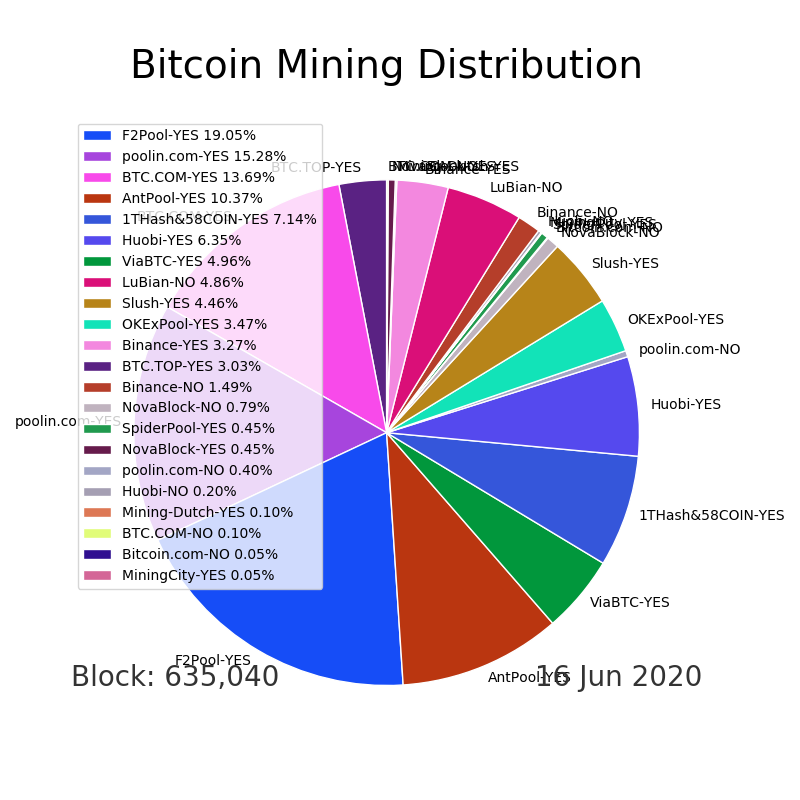 Bitcoin Mining Distribution
F2Pool-YES 19.05%
poolin.com-YES 15.28%
BTC.COM-YES 13.69%
AntPool-YES 10.37%
1THash&58COIN-YES 7.14%
Huobi-YES 6.35%
ViaBTC-YES 4.96%
LuBian-NO 4.86%
Slush-YES 4.46%
OKExPool-YES 3.47%
Binance-YES 3.27%
BTC.TOP-YES 3.03%
Binance-NO 1.49%
NovaBlock-NO 0.79%
SpiderPool-YES 0.45%
NovaBlock-YES 0.45%
poolin.com-NO 0.40%
Huobi-NO 0.20%
Mining-Dutch-YES 0.10%
BTC.COM-NO 0.10%
Bitcoin.com-NO 0.05%
MiningCity-YES 0.05%
BTC.TOP-YES
Binance-YES
LuBian-NO
Binance-NO
NovaBlock-NO
Slush-YES
OKExPool-YES
poolin.com-NO
Huobi-YES
1THash&58COIN-YES
ViaBTC-YES
AntPool-YES
F2Pool-YES
poolin.com-YES
Block: 635,040
16 Jun 2020